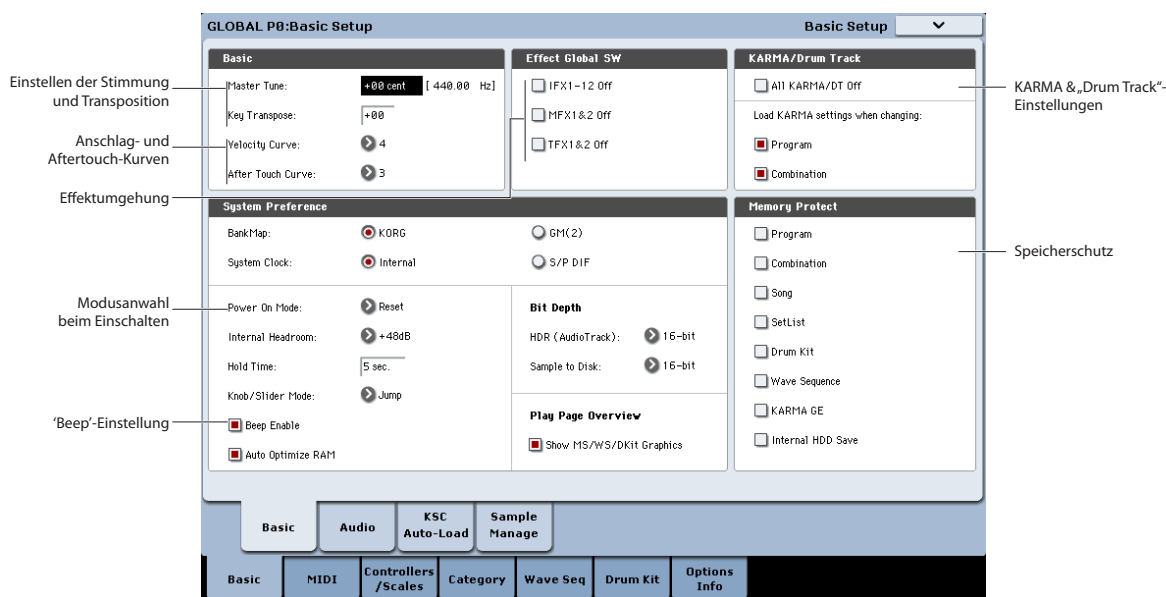 GLOBAL P0:Basic Setup
Basic Setup
Basic
Master Tune: +00 cent [ 440.00 Hz]
Key Transpose: +00
Velocity Curve: 4
After Touch Curve: 3
Effect Global SW
IFX1-12 Off
MFX1&2 Off
TFX1&2 Off
KARMA/Drum Track
All KARMA/DT Off
Load KARMA settings when changing:
Program
Combination
System Preference
BankMap: KORG GM(2)
System Clock: Internal S/P DIF
Power On Mode: Reset
Internal Headroom: +48dB
Hold Time: 5 sec.
Knob/Slider Mode: Jump
Beep Enable
Auto Optimize RAM
Bit Depth
HDR (AudioTrack): 16-bit
Sample to Disk: 16-bit
Play Page Overview
Show MS/WS/DKit Graphics
Memory Protect
Program
Combination
Song
SetList
Drum Kit
Wave Sequence
KARMA GE
Internal HDD Save
Basic
Audio
KSC
Auto-Load
Sample
Manage
Basic
MIDI
Controllers
/Scales
Category
Wave Seq
Drum Kit
Options
Info
Einstellen der Stimmung
und Transposition
Anschlag- und
Aftertouch-Kurven
Effektumgehung
Modusanwahl
beim Einschalten
‘Beep’-Einstellung
KARMA &„Drum Track“-
Einstellungen
Speicherschutz